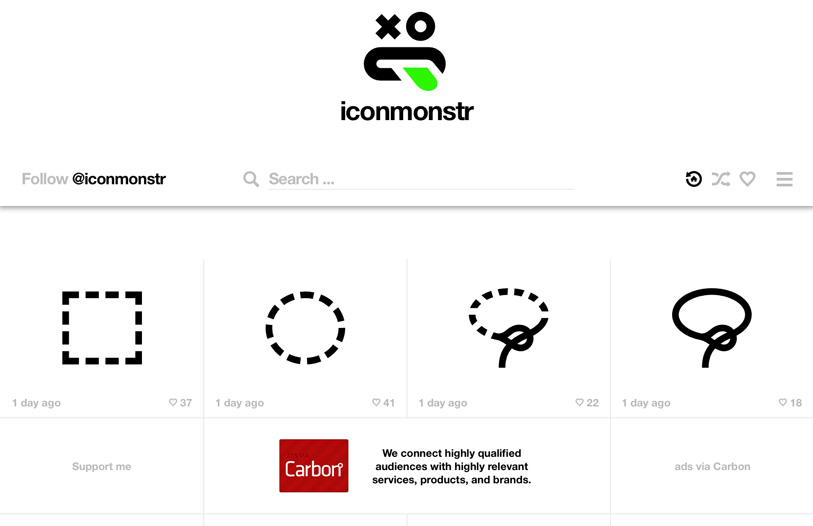 iconmonstr
Follow @iconmonstr
Search ...
1 day ago
37
1 day ago
41
1 day ago
22
1 day ago
18
Support me
Carbon
We connect highly qualified
audiences with highly relevant
services, products, and brands.
ads via Carbon